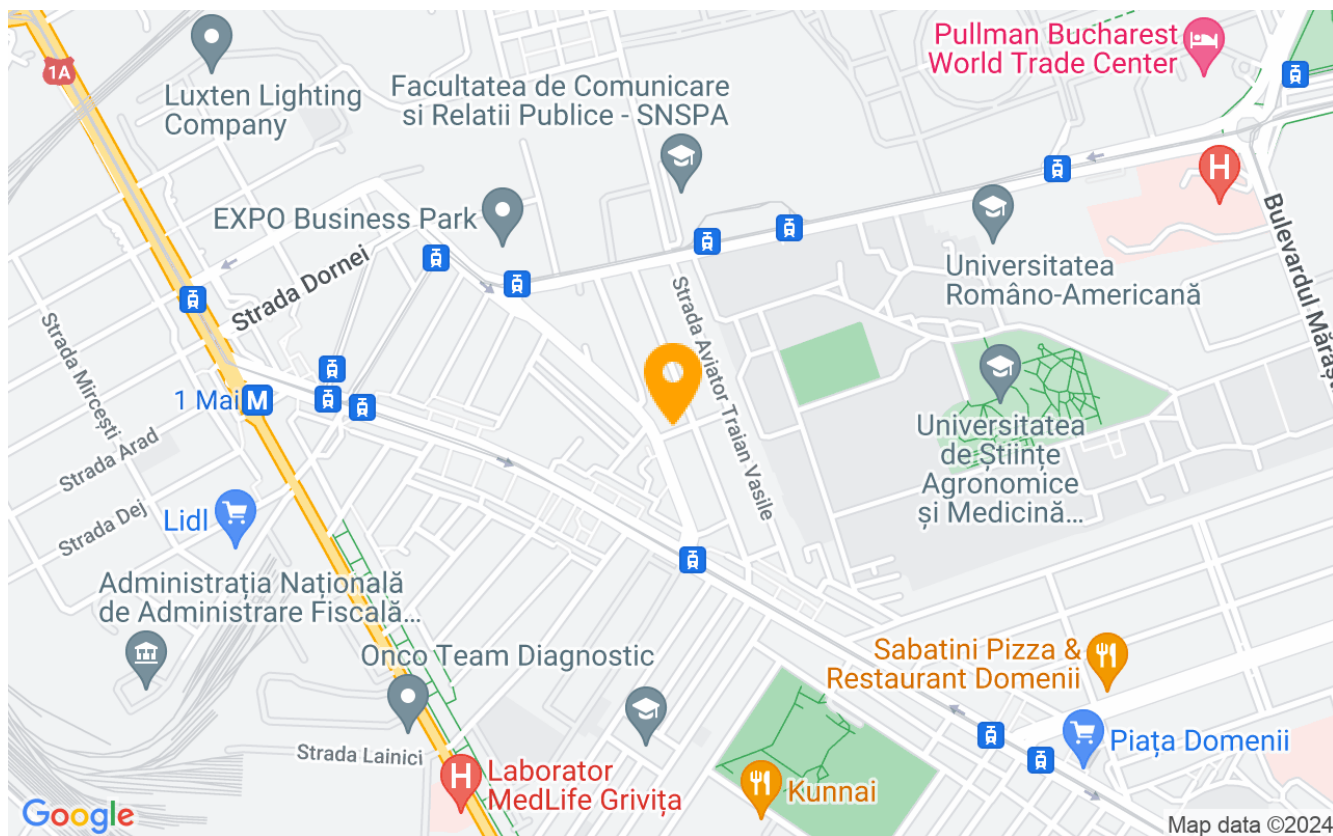 Pullman Bucharest
World Trade Center
1A
Luxten Lighting
Company
Facultatea de Comunicare
si Relatii Publice - SNSPA
H
EXPO Business Park
Bulevardul Mărăști
Strada Dornei
Universitatea
Româno-Americană
Strada Aviator Traian Vasile
Strada Mircești
1 Mai
M
Strada Arad
Universitatea
de Științe
Agronomice
și Medicină...
Lidl
Strada Dej
Administrația Națională
de Administrare Fiscală...
Onco Team Diagnostic
Sabatini Pizza &
Restaurant Domenii
Strada Lainici
Piața Domenii
H
Laborator
MedLife Grivița
Kunnai
Google
Map data ©2024